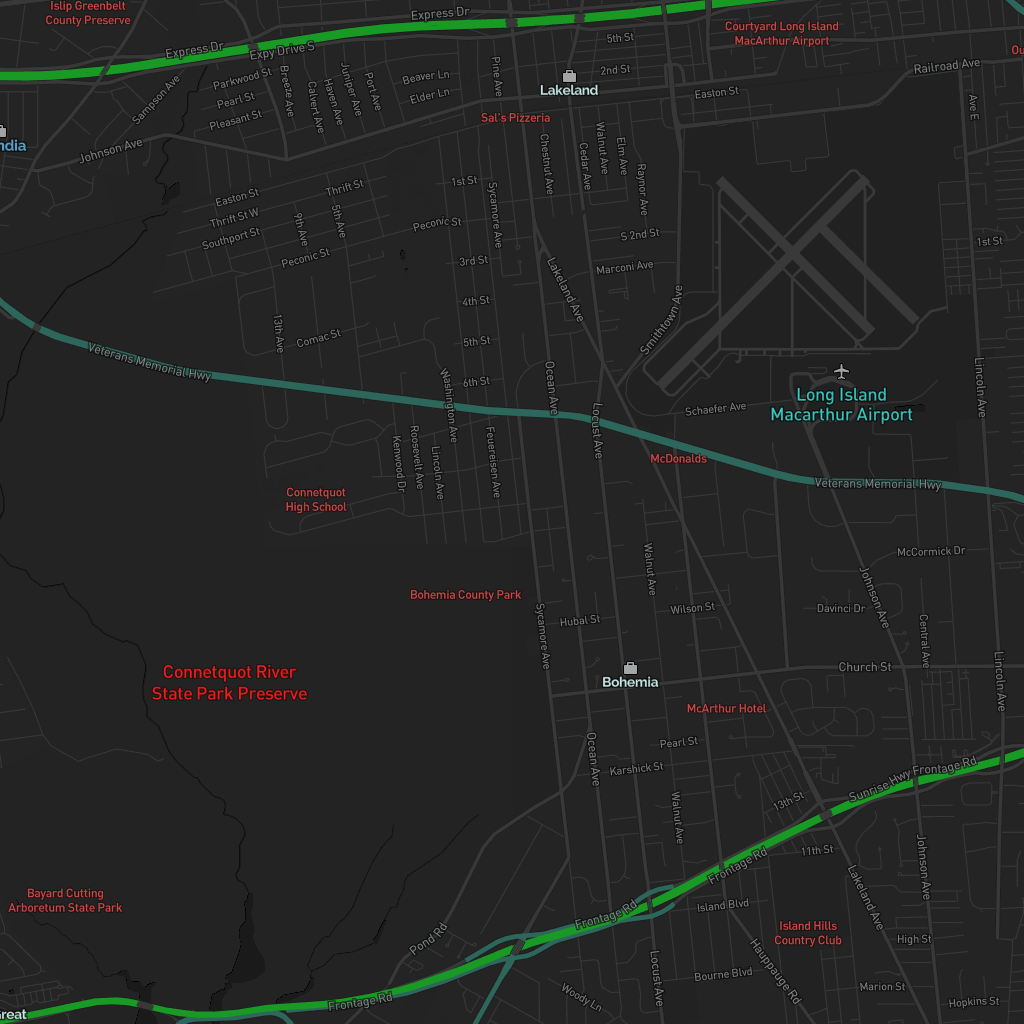 Islip Greenbelt
County Preserve
Express Dr
Courtyard Long Island
MacArthur Airport
5th St
Express Dr
Expy Drive S
Ou
Parkwood St
Pearl St
Pleasant St
Sampson Ave
Breeze Ave
Calvert Ave
Haven Ave
Juniper Ave
Port Ave
Beaver Ln
Elder Ln
Pine Ave
2nd St
Lakeland
Easton St
Railroad Ave
Ave E
Sal's Pizzeria
ndia
Johnson Ave
Chestnut Ave
Cedar Ave
Walnut Ave
Elm Ave
Raynor Ave
Easton St
Thrift St
1st St
Sycamore Ave
Thrift St W
Southport St
9th Ave
5th Ave
Peconic St
Peconic St
S 2nd St
1st St
3rd St
Marconi Ave
Lakeland Ave
4th St
Smithtown Ave
13th Ave
Comac St
5th St
Veterans Memorial Hwy
6th St
Washington Ave
Ocean Ave
Lincoln Ave
Long Island
Macarthur Airport
Schaefer Ave
Locust Ave
Kenwood Dr
Roosevelt Ave
Lincoln Ave
Feuereisen Ave
McDonalds
Veterans Memorial Hwy
Connetquot
High School
McCormick Dr
Walnut Ave
Johnson Ave
Bohemia County Park
Wilson St
Davinci Dr
Hubal St
Sycamore Ave
Central Ave
Connetquot River
State Park Preserve
Church St
Bohemia
Lincoln Ave
McArthur Hotel
Ocean Ave
Pearl St
Karshick St
Sunrise Hwy Frontage Rd
13th St
Walnut Ave
11th St
Frontage Rd
Johnson Ave
Lakeland Ave
Bayard Cutting
Arboretum State Park
Island Blvd
Frontage Rd
Island Hills
Country Club
Pond Rd
High St
Hauppauge Rd
Bourne Blvd
Locust Ave
Marion St
Woody Ln
Frontage Rd
Hopkins St
Great